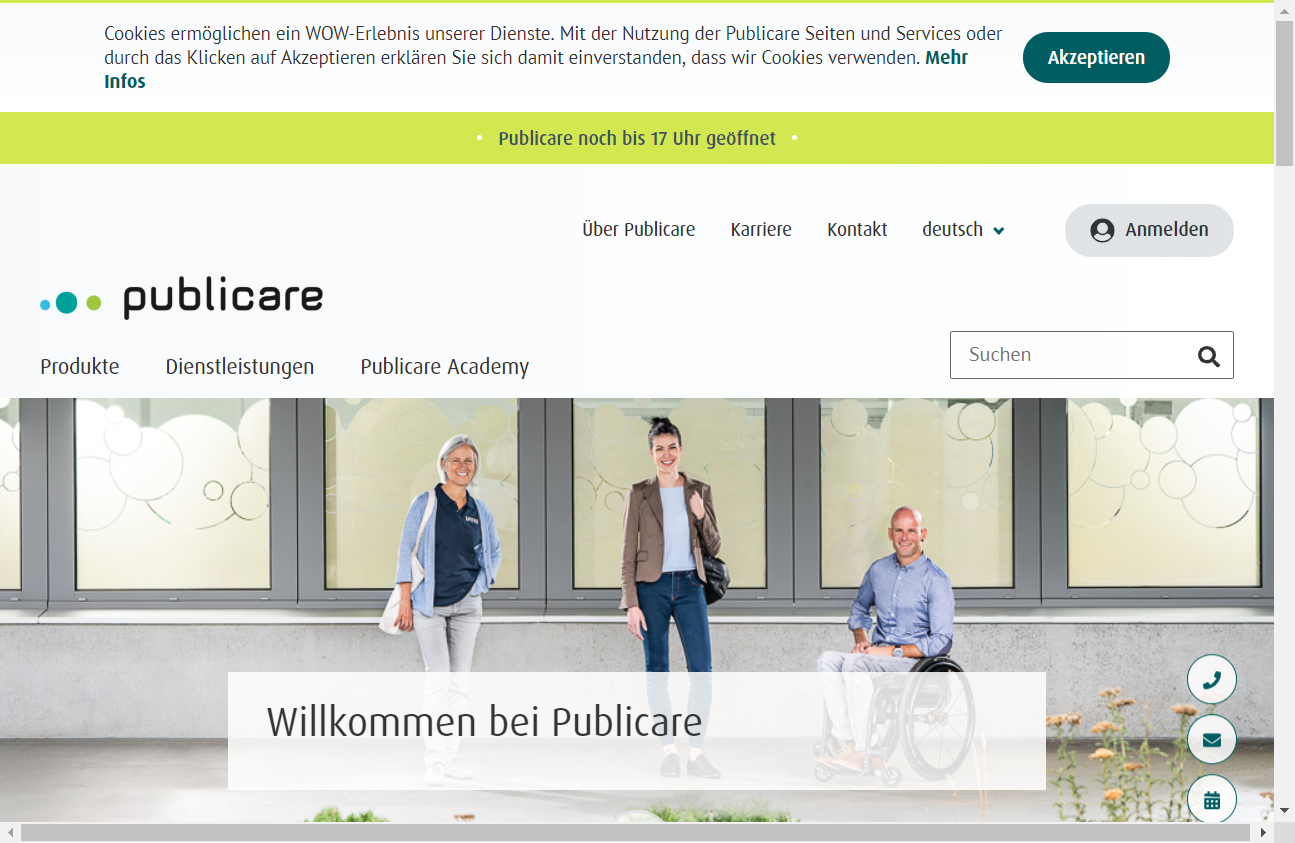 Cookies ermöglichen ein WOW-Erlebnis unserer Dienste. Mit der Nutzung der Publicare Seiten und Services oder
durch das Klicken auf Akzeptieren erklären Sie sich damit einverstanden, dass wir Cookies verwenden. Mehr
Infos
Akzeptieren
Publicare noch bis 17 Uhr geöffnet
Über Publicare
Karriere
Kontakt
deutsch
Anmelden
publicare
Produkte
Dienstleistungen
Publicare Academy
Suchen
Willkommen bei Publicare